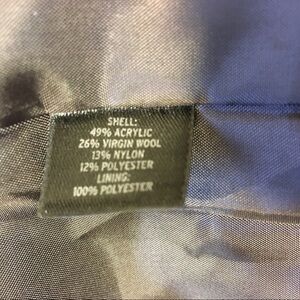 SHELL:
49% ACRYLIC
26% VIRGIN WOOL
13% NYLON
12% POLYESTER
LINING:
100% POLYESTER